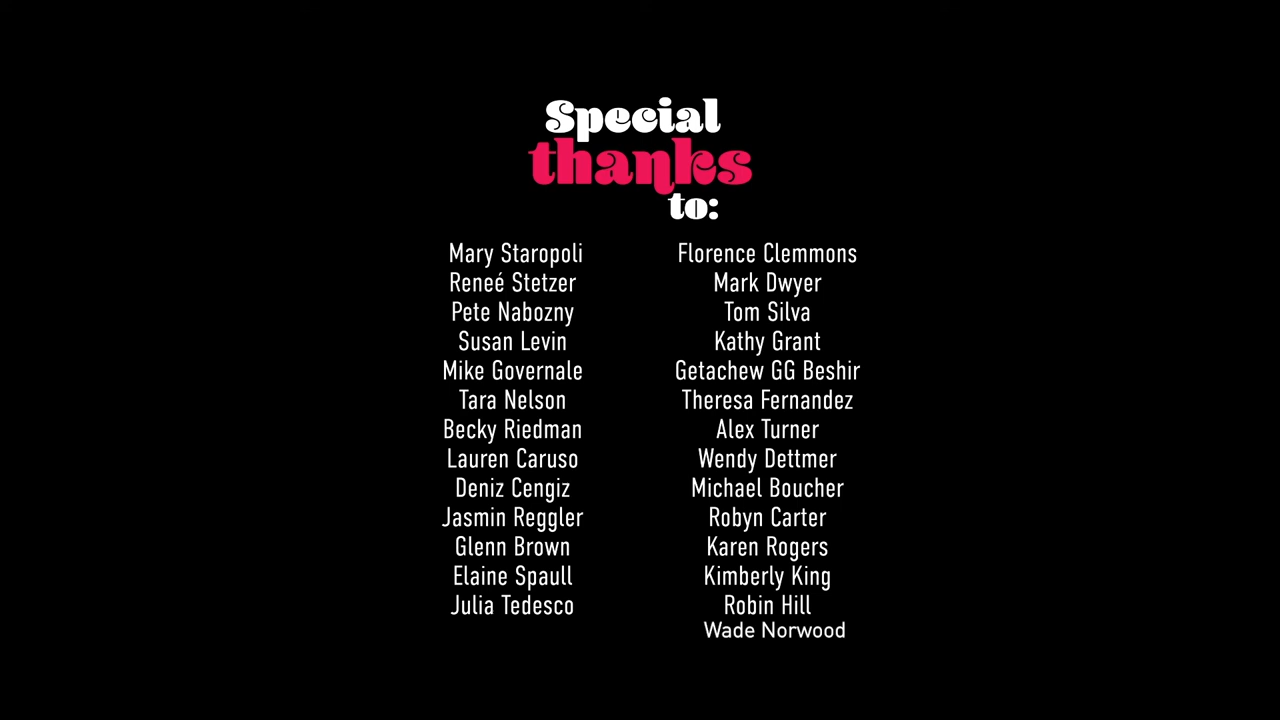 Special
thanks
to:
Mary Staropoli
Reneé Stetzer
Pete Nabozny
Susan Levin
Mike Governale
Tara Nelson
Becky Riedman
Lauren Caruso
Deniz Cengiz
Jasmin Reggler
Glenn Brown
Elaine Spaull
Julia Tedesco
Florence Clemmons
Mark Dwyer
Tom Silva
Kathy Grant
Getachew GG Beshir
Theresa Fernandez
Alex Turner
Wendy Dettmer
Michael Boucher
Robyn Carter
Karen Rogers
Kimberly King
Robin Hill
Wade Norwood